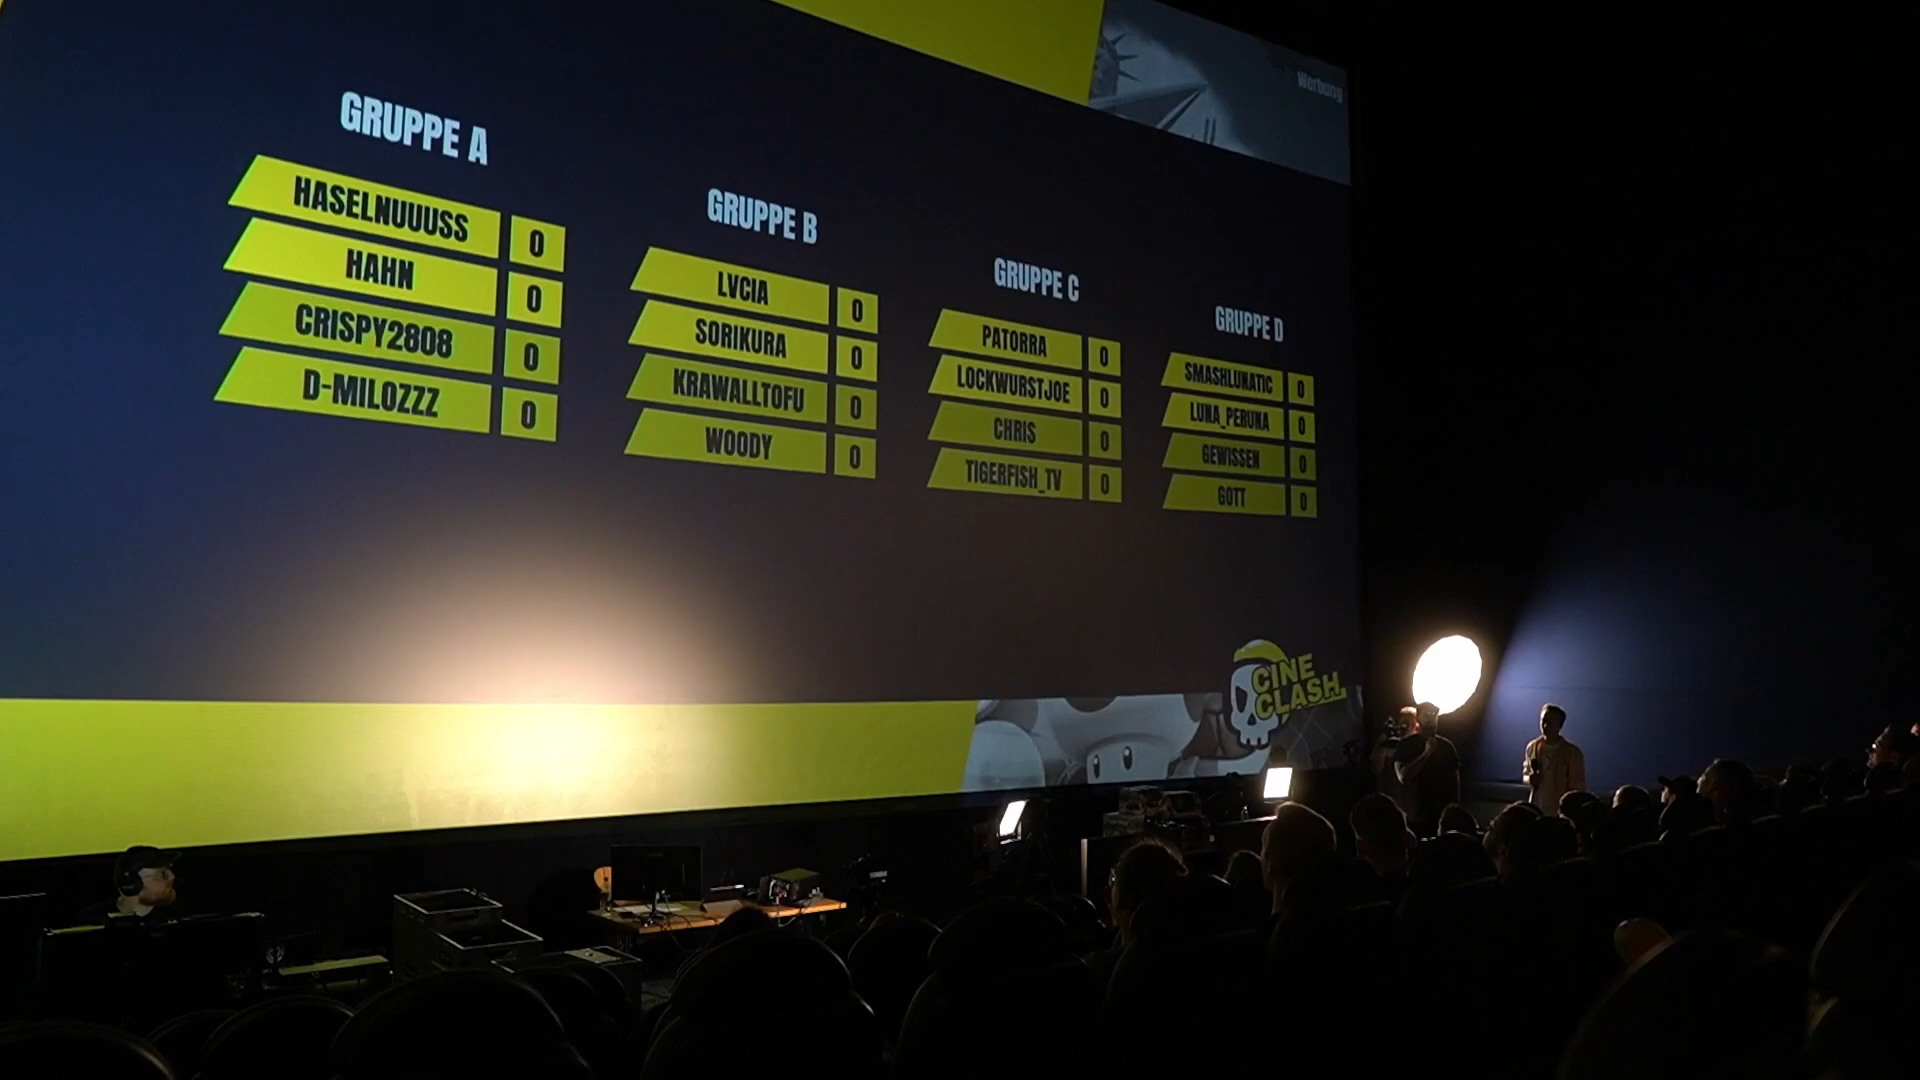 Werbung
GRUPPE A
HASELNUUUSS 0
HAHN 0
CRISPY2808 0
D-MILOZZZ 0
GRUPPE B
LVCIA 0
SORIKURA 0
KRAWALLTOFU 0
WOODY 0
GRUPPE C
PATORRA 0
LOCKWURSTJOE 0
CHRIS 0
TIGERFISH_TV 0
GRUPPE D
SMASHLUNATIC 0
LUNA_PERUNA 0
GEWISSEN 0
GOTT 0
CINE
CLASH